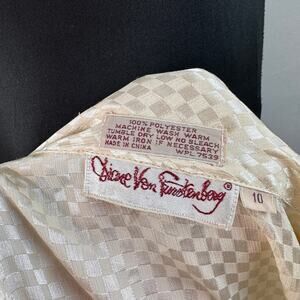 100% POLYESTER
MACHINE WASH WARM
TUMBLE DRY LOW NO BLEACH
WARM IRON IF NECESSARY
MADE IN CHINA WPL 7539
Diane Von Furstenberg®
10